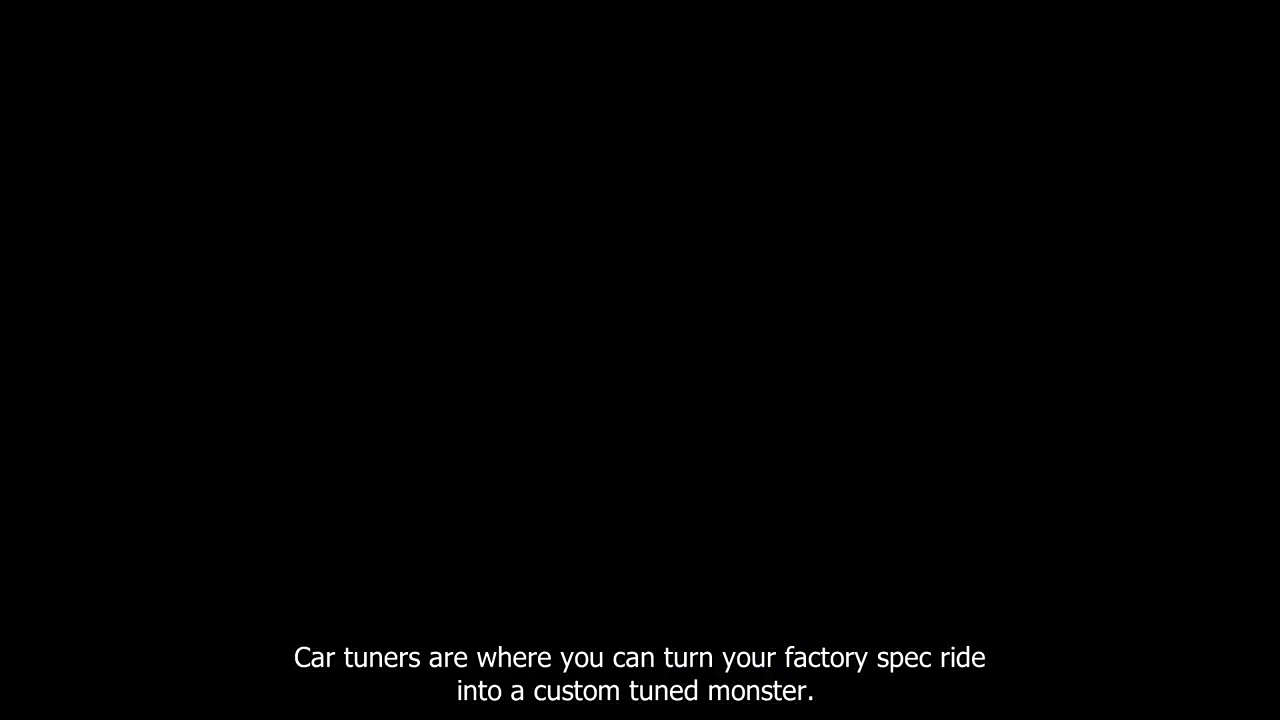 Car tuners are where you can turn your factory spec ride
into a custom tuned monster.